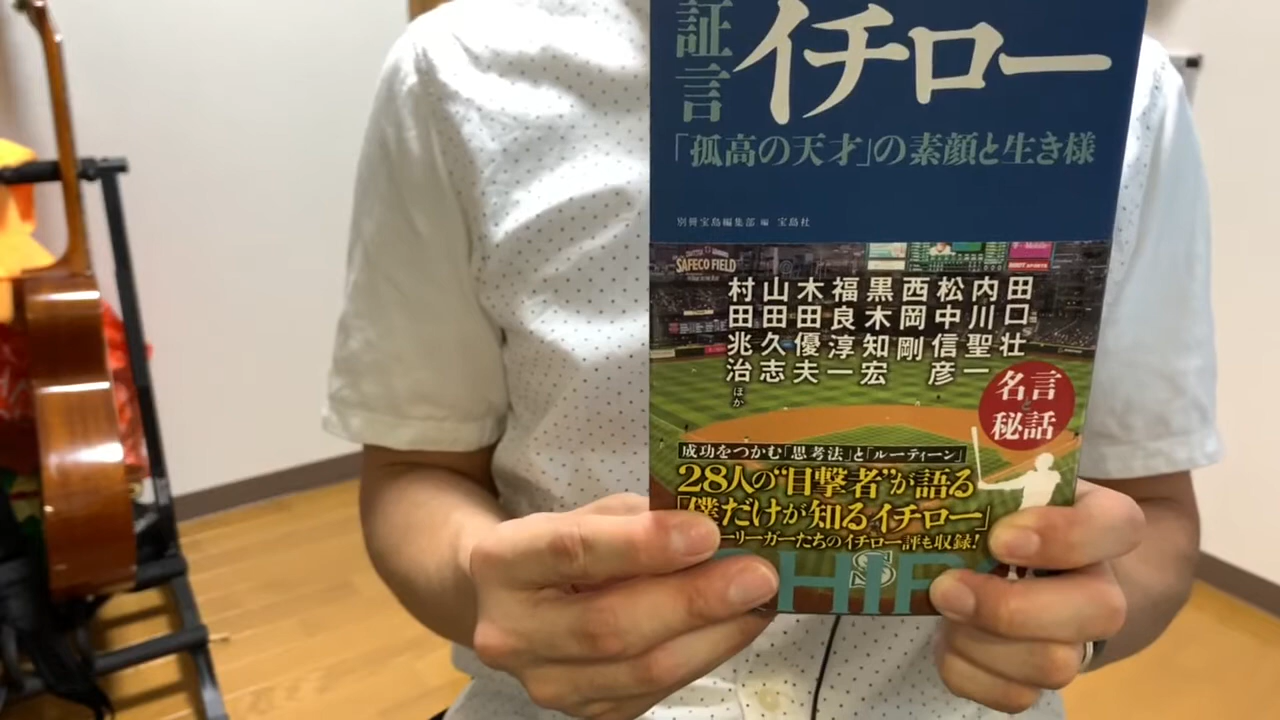 証言
イチロー
「孤高の天才」の素顔と生き様
別冊宝島編集部 編 宝島社
SAFECO FIELD
田口壮
内川聖一
松中信彦
西岡剛
黒木知宏
福良淳一
木田優夫
山田久志
村田兆治
ほか
名言
と
秘話
成功をつかむ「思考法」と「ルーティーン」
28人の“目撃者”が語る
「僕だけが知るイチロー」
ーリーガーたちのイチロー評も収録!
S
HIP